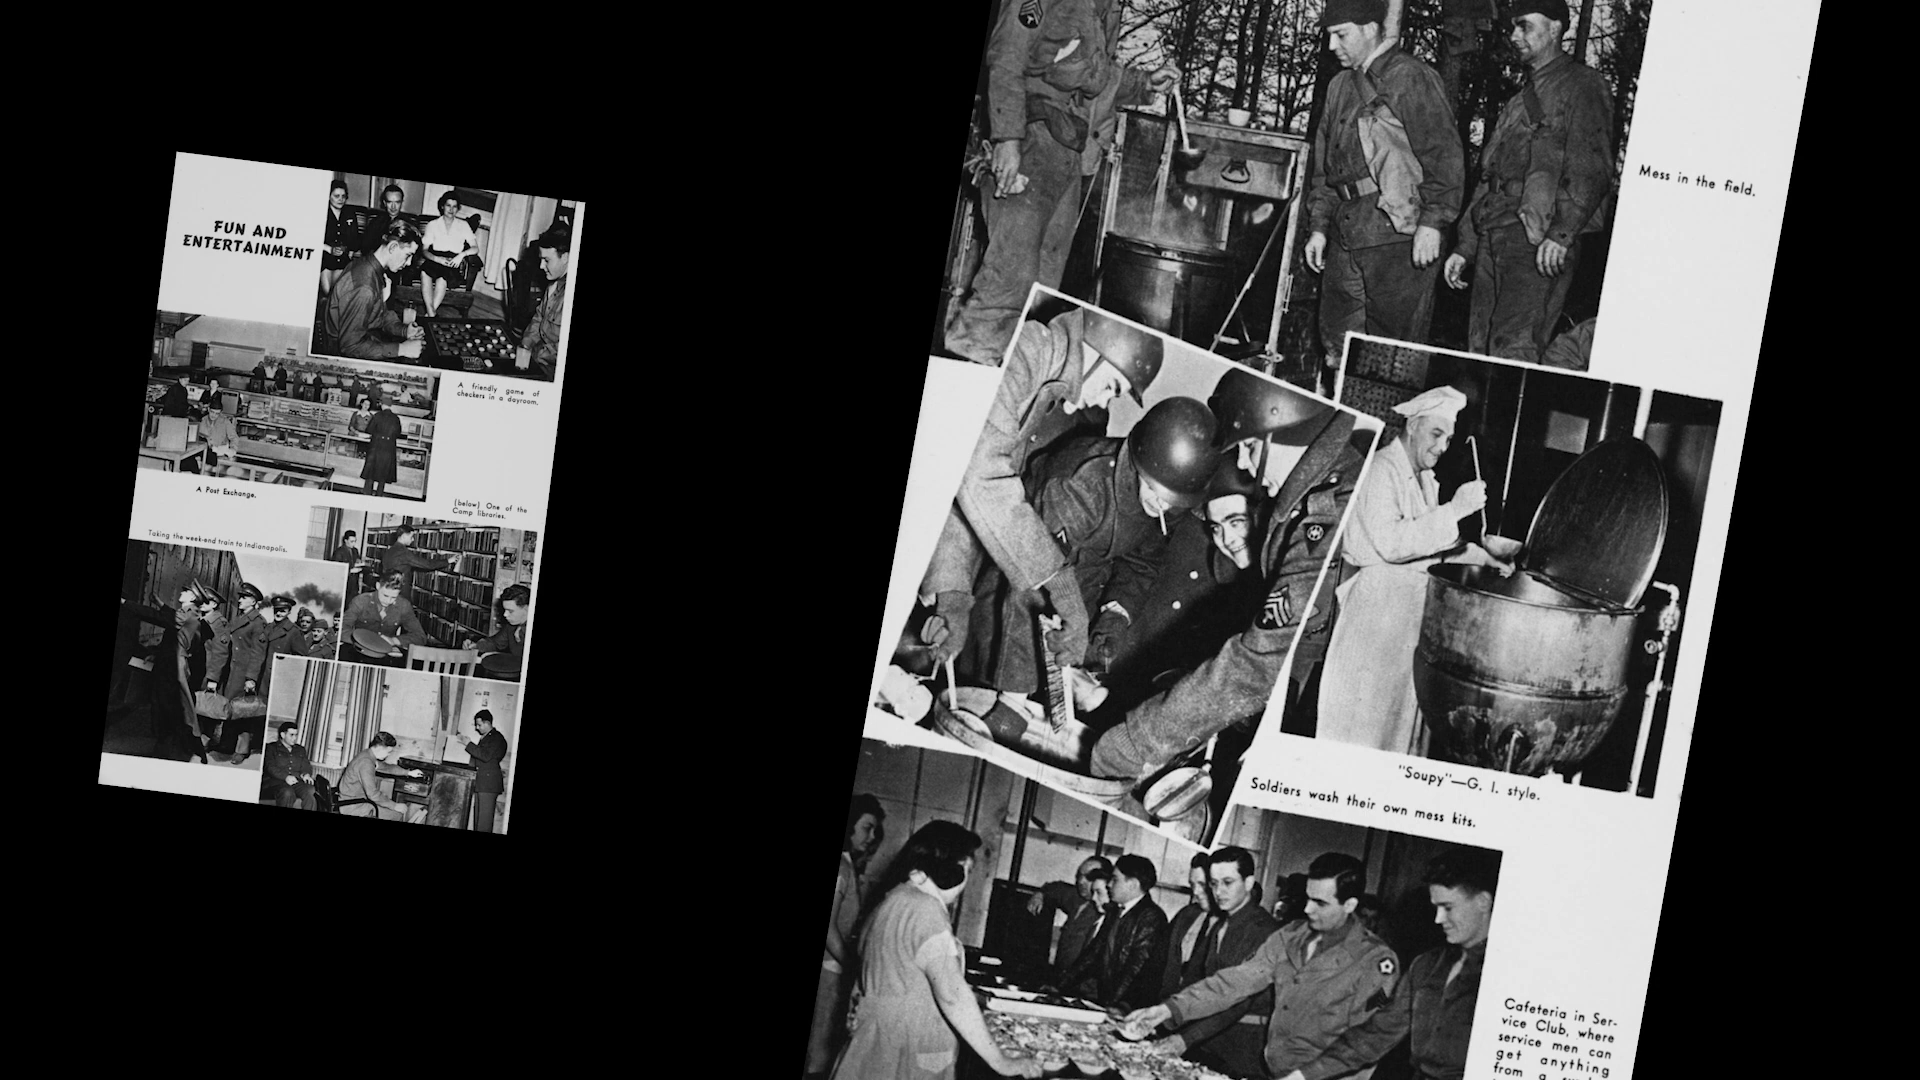 FUN AND
ENTERTAINMENT
A friendly game of
checkers in a dayroom.
A Post Exchange.
(below) One of the
Camp libraries.
Taking the week-end train to Indianapolis.
Mess in the field.
"Soupy"—G. I. style.
Soldiers wash their own mess kits.
Cafeteria in Ser-
vice Club, where
service men can
get anything
from a